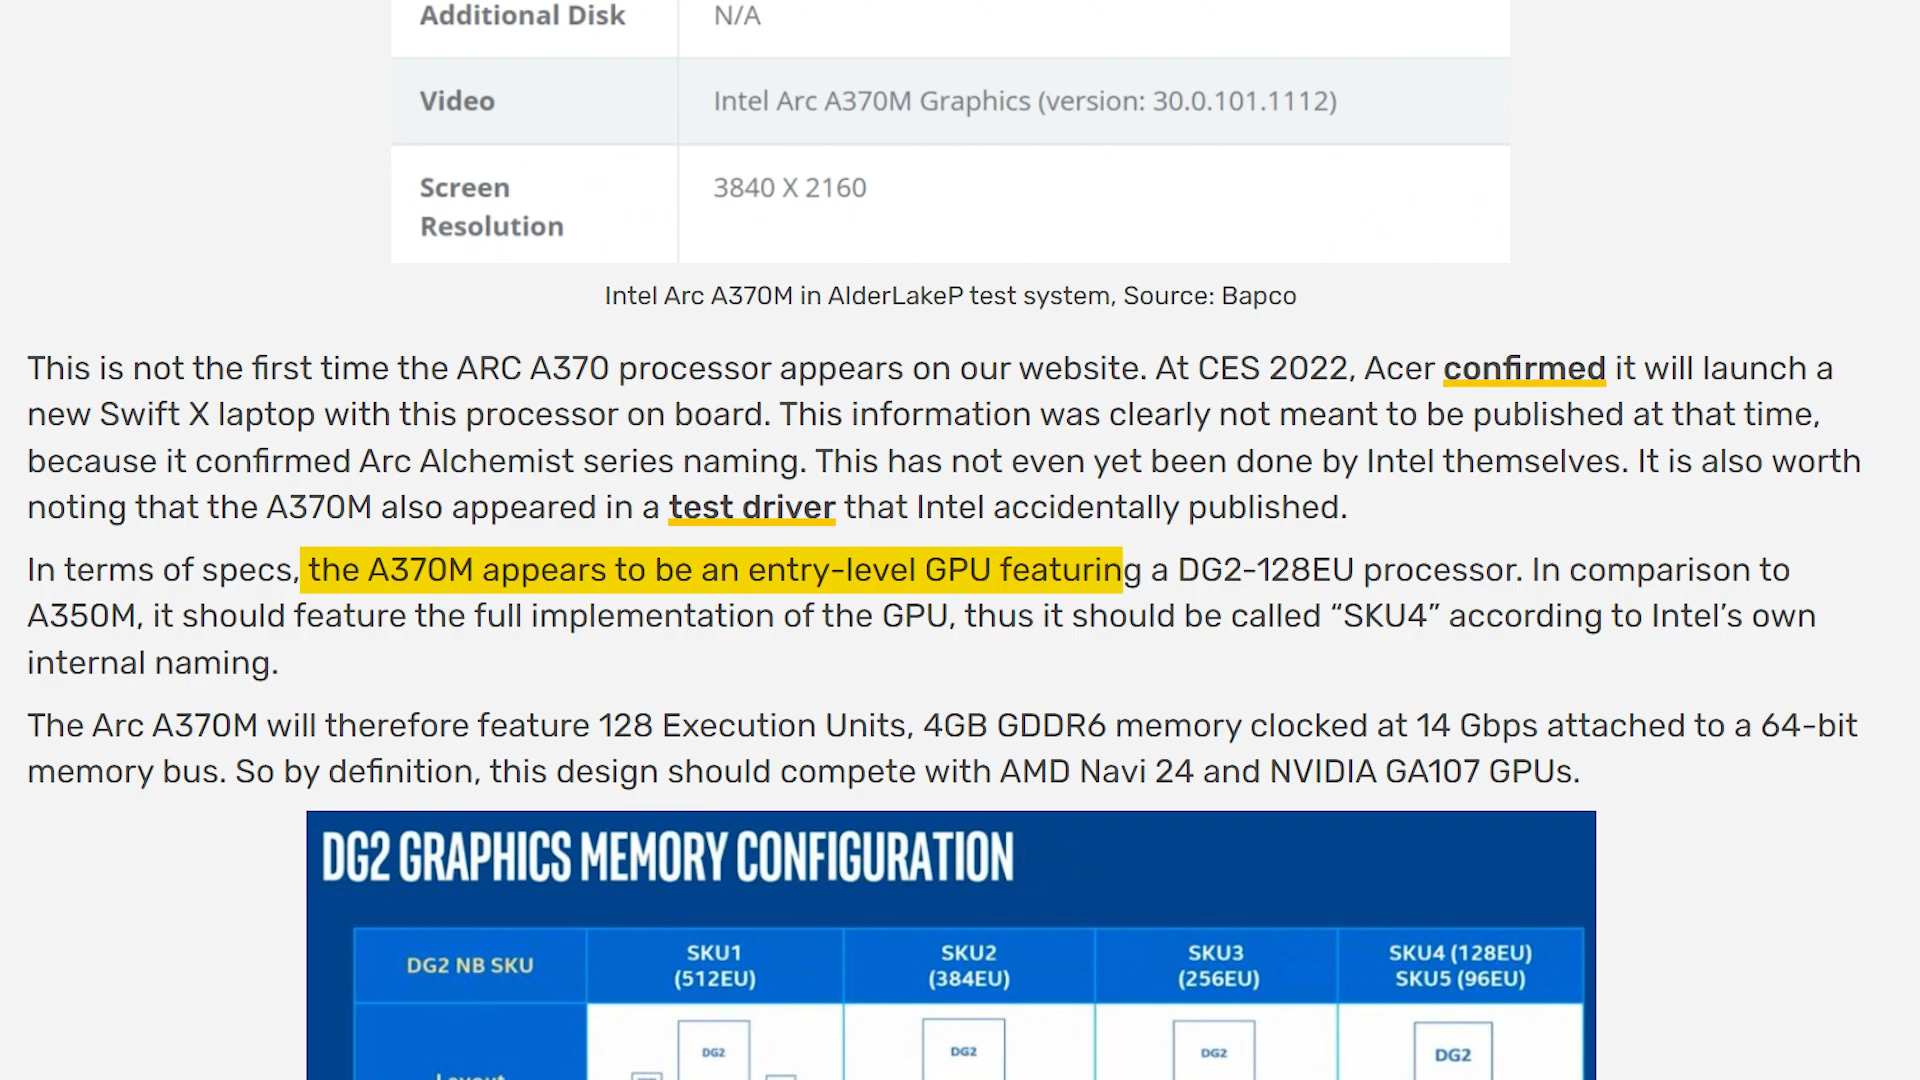 Additional Disk N/A
Video Intel Arc A370M Graphics (version: 30.0.101.1112)
Screen Resolution 3840 X 2160
Intel Arc A370M in AlderLakeP test system, Source: Bapco
This is not the first time the ARC A370 processor appears on our website. At CES 2022, Acer confirmed it will launch a
new Swift X laptop with this processor on board. This information was clearly not meant to be published at that time,
because it confirmed Arc Alchemist series naming. This has not even yet been done by Intel themselves. It is also worth
noting that the A370M also appeared in a test driver that Intel accidentally published.
In terms of specs, the A370M appears to be an entry-level GPU featuring a DG2-128EU processor. In comparison to
A350M, it should feature the full implementation of the GPU, thus it should be called “SKU4” according to Intel’s own
internal naming.
The Arc A370M will therefore feature 128 Execution Units, 4GB GDDR6 memory clocked at 14 Gbps attached to a 64-bit
memory bus. So by definition, this design should compete with AMD Navi 24 and NVIDIA GA107 GPUs.
DG2 GRAPHICS MEMORY CONFIGURATION
DG2 NB SKU SKU1 (512EU) SKU2 (384EU) SKU3 (256EU) SKU4 (128EU) SKU5 (96EU)
DG2 DG2 DG2 DG2
Layout